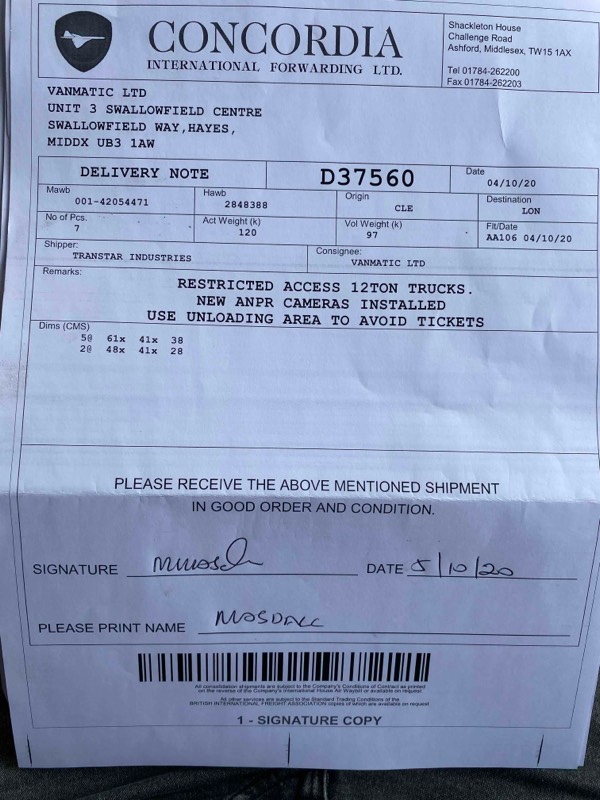 CONCORDIA
INTERNATIONAL FORWARDING LTD.
Shackleton House
Challenge Road
Ashford, Middlesex, TW15 1AX
Tel 01784-262200
Fax 01784-262203
VANMATIC LTD
UNIT 3 SWALLOWFIELD CENTRE
SWALLOWFIELD WAY,HAYES,
MIDDX UB3 1AW
DELIVERY NOTE
D37560
Date
04/10/20
Mawb
001-42054471
Hawb
2848388
Origin
CLE
Destination
LON
No of Pcs.
7
Act Weight (k)
120
Vol Weight (k)
97
Flt/Date
AA106 04/10/20
Shipper:
TRANSTAR INDUSTRIES
Consignee:
VANMATIC LTD
Remarks:
RESTRICTED ACCESS 12TON TRUCKS.
NEW ANPR CAMERAS INSTALLED
USE UNLOADING AREA TO AVOID TICKETS
Dims (CMS)
5@ 61x 41x 38
2@ 48x 41x 28
PLEASE RECEIVE THE ABOVE MENTIONED SHIPMENT
IN GOOD ORDER AND CONDITION.
SIGNATURE
DATE 5/10/20
PLEASE PRINT NAME MOSDALL
All consolidation shipments are subject to the Company's Conditions of Contract as printed
on the reverse of the Company's International House Air Waybill or available on request
All other services are subject to the Standard Trading Conditions of the
BRITISH INTERNATIONAL FREIGHT ASSOCIATION copies of which are available on request
1 - SIGNATURE COPY